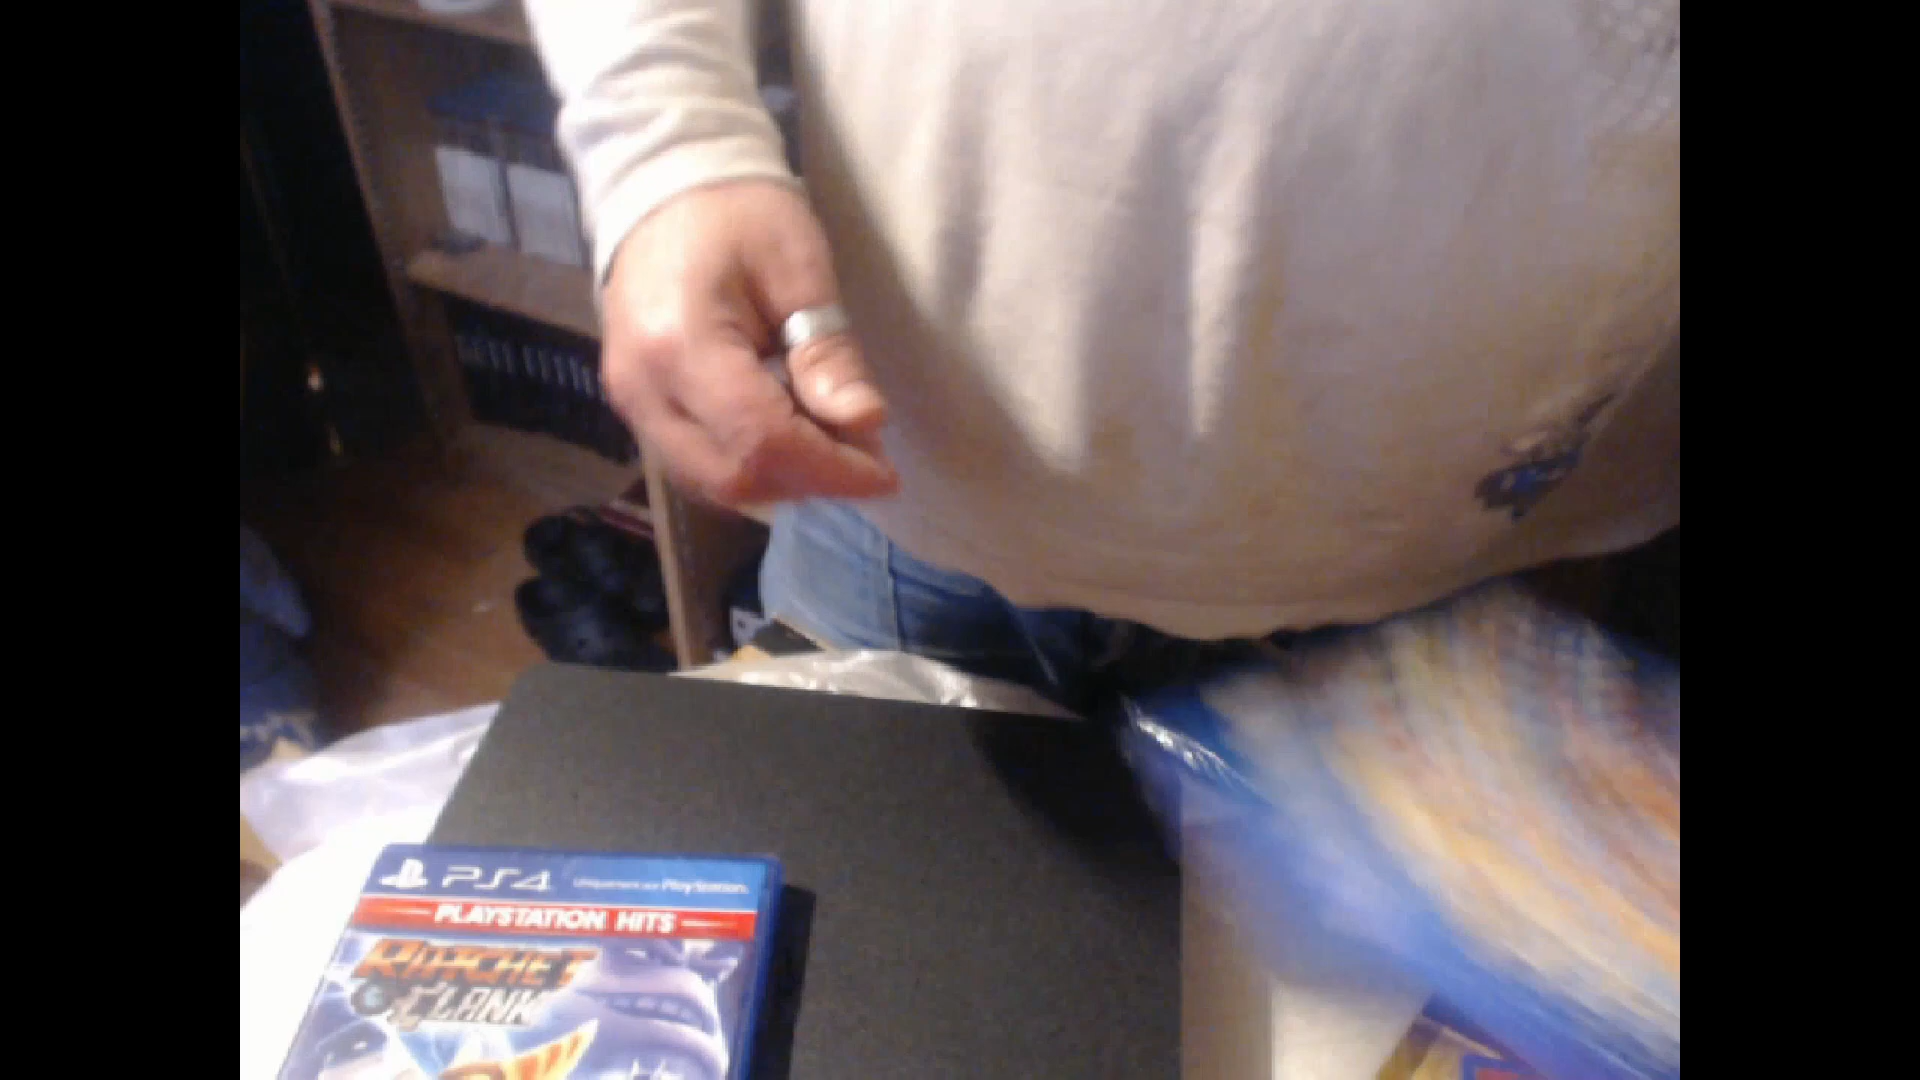 PS4 Uniquement sur PlayStation.
PLAYSTATION HITS
RATCHET
& CLANK